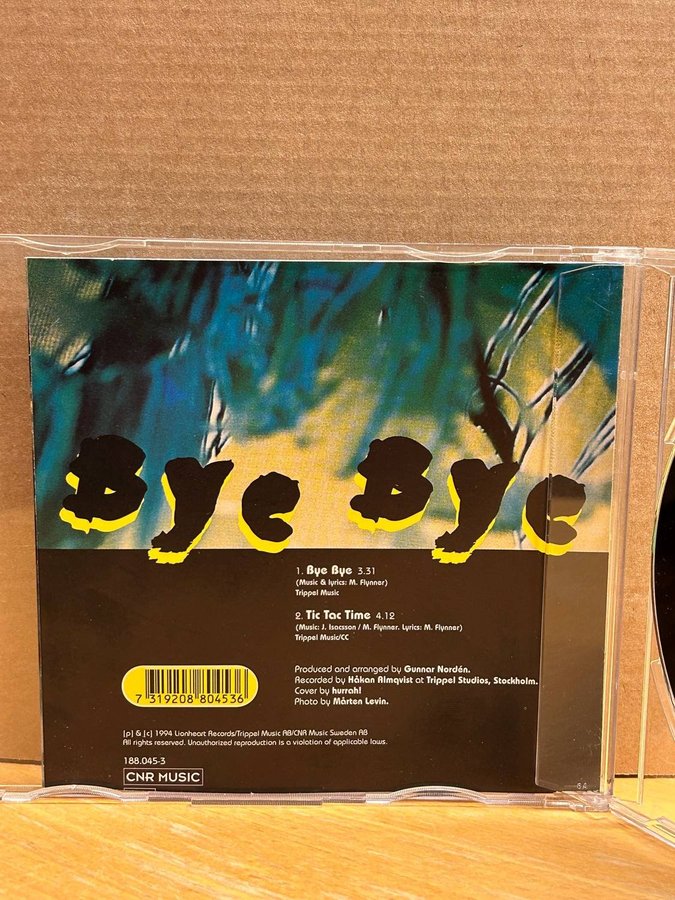 Bye Bye
1. Bye Bye 3.31
(Music & lyrics: M. Flynner)
Trippel Music
2. Tic Tac Time 4.12
(Music: J. Isacsson / M. Flynner. Lyrics: M. Flynner)
Trippel Music/CC
7 319208 804536
Produced and arranged by Gunnar Nordén.
Recorded by Håkan Almqvist at Trippel Studios, Stockholm.
Cover by hurrah!
Photo by Mårten Levin.
[p] & [c] 1994 Lionheart Records/Trippel Music AB/CNR Music Sweden AB
All rights reserved. Unauthorized reproduction is a violation of applicable laws.
188.045-3
CNR MUSIC